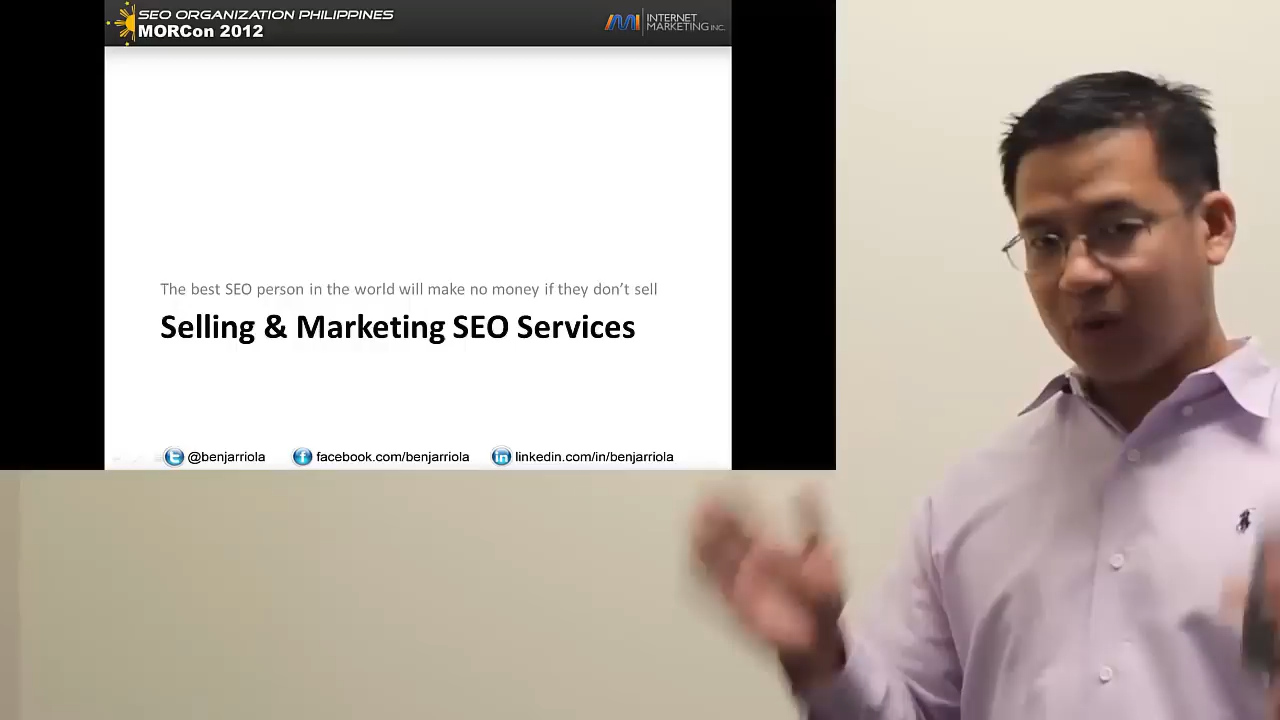 SEO ORGANIZATION PHILIPPINES
MORCon 2012
INTERNET
MARKETING INC.
The best SEO person in the world will make no money if they don't sell
Selling & Marketing SEO Services
@benjarriola facebook.com/benjarriola linkedin.com/in/benjarriola